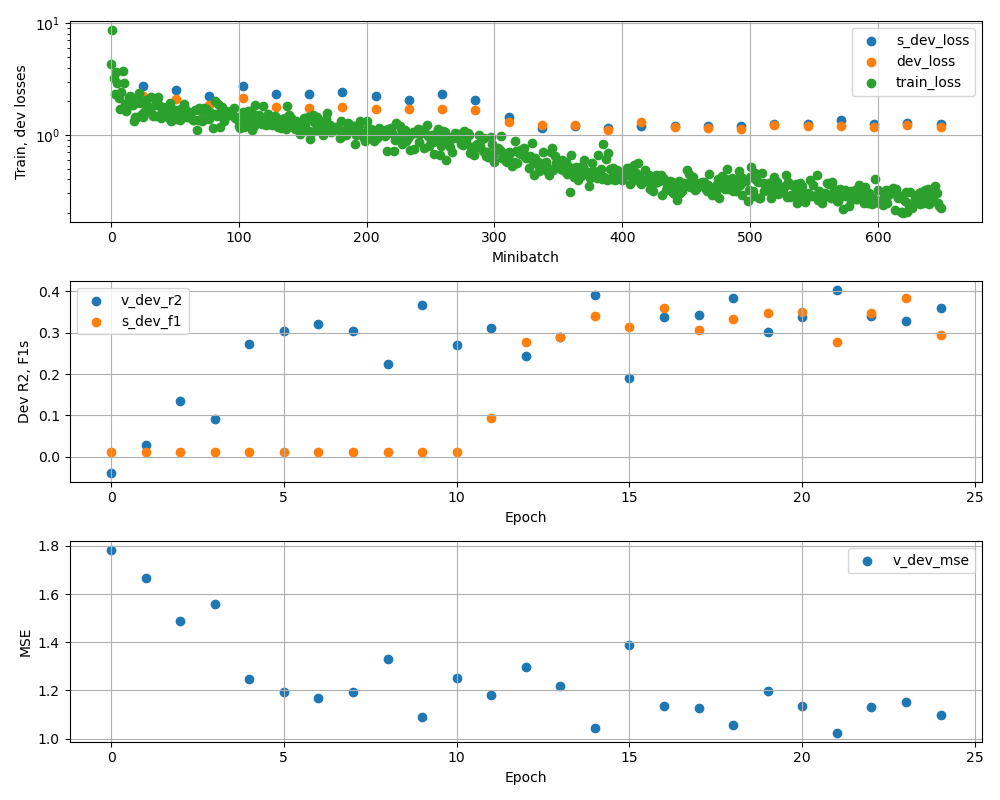 Train, dev losses
10¹
10⁰
s_dev_loss
dev_loss
train_loss
0 100 200 300 400 500 600
Minibatch
Dev R2, F1s
0.4
0.3
0.2
0.1
0.0
v_dev_r2
s_dev_f1
0 5 10 15 20 25
Epoch
MSE
1.8
1.6
1.4
1.2
1.0
v_dev_mse
0 5 10 15 20 25
Epoch